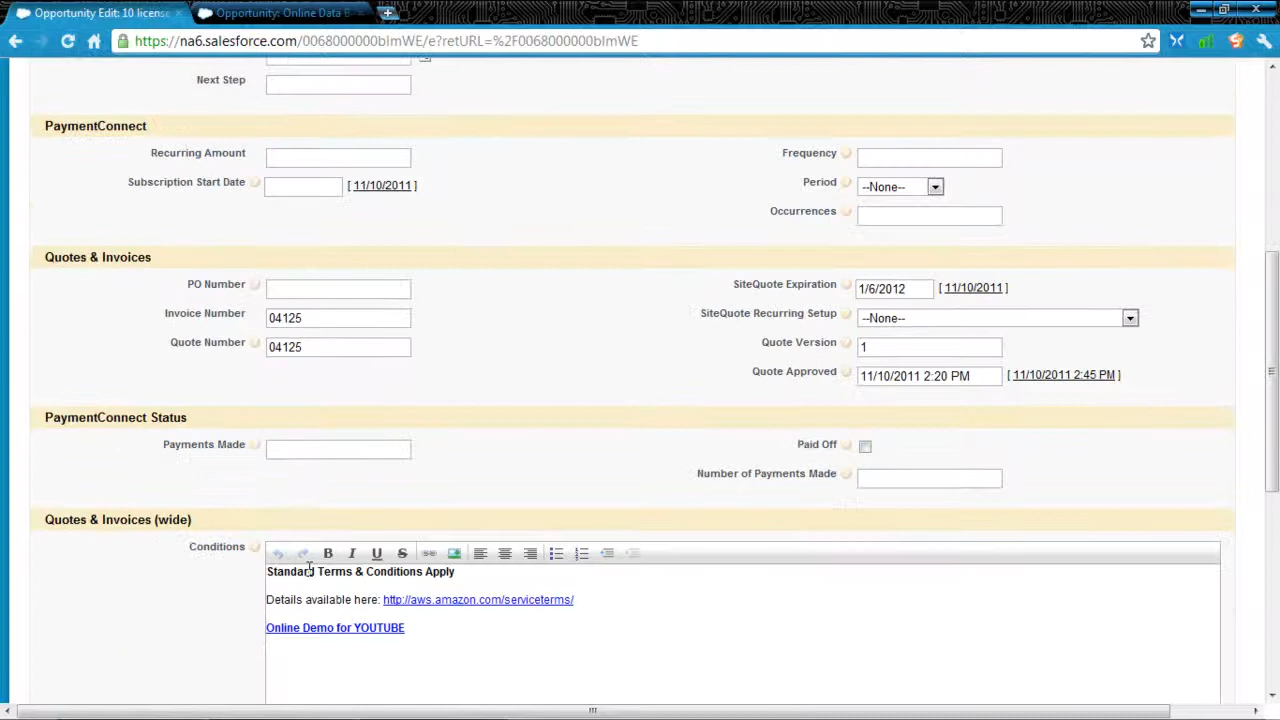 Opportunity Edit: 10 license
Opportunity: Online Data B
https://na6.salesforce.com/0068000000bImWE/e?retURL=%2F0068000000bImWE
Next Step
PaymentConnect
Recurring Amount
Frequency
Subscription Start Date
[ 11/10/2011 ]
Period
--None--
Occurrences
Quotes & Invoices
PO Number
SiteQuote Expiration
1/6/2012
[ 11/10/2011 ]
Invoice Number
04125
SiteQuote Recurring Setup
--None--
Quote Number
04125
Quote Version
1
Quote Approved
11/10/2011 2:20 PM
[ 11/10/2011 2:45 PM ]
PaymentConnect Status
Payments Made
Paid Off
Number of Payments Made
Quotes & Invoices (wide)
Conditions
B I U S
Standard Terms & Conditions Apply
Details available here: http://aws.amazon.com/serviceterms/
Online Demo for YOUTUBE